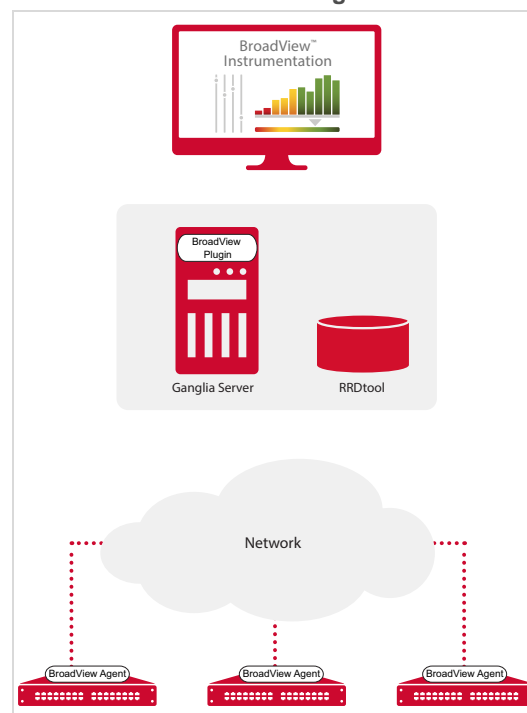 BroadView™
Instrumentation
BroadView
Plugin
Ganglia Server
RRDtool
Network
BroadView Agent
BroadView Agent
BroadView Agent